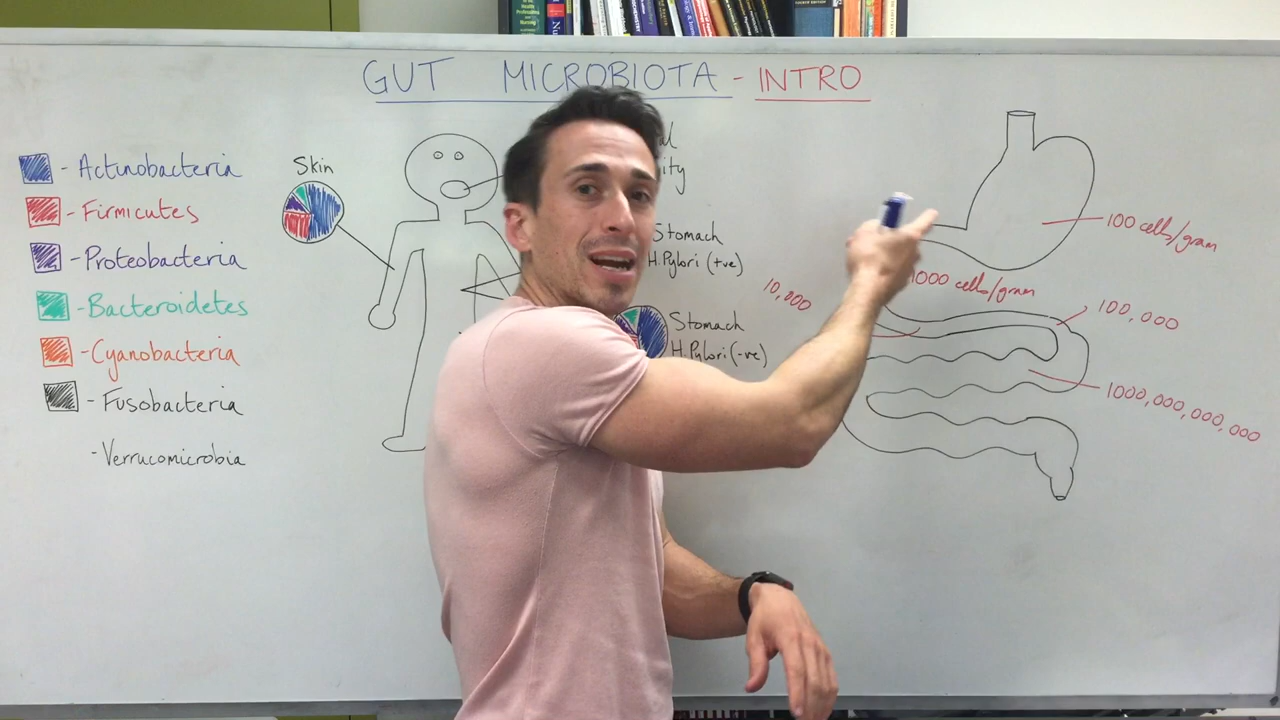 GUT MICROBIOTA - INTRO
- Actinobacteria
- Firmicutes
- Proteobacteria
- Bacteroidetes
- Cyanobacteria
- Fusobacteria
- Verrucomicrobia
Skin
Stomach
H.Pylori (+ve)
Stomach
H.Pylori (-ve)
100 cells/gram
1000 cells/gram
10,000
100,000
1000,000,000,000